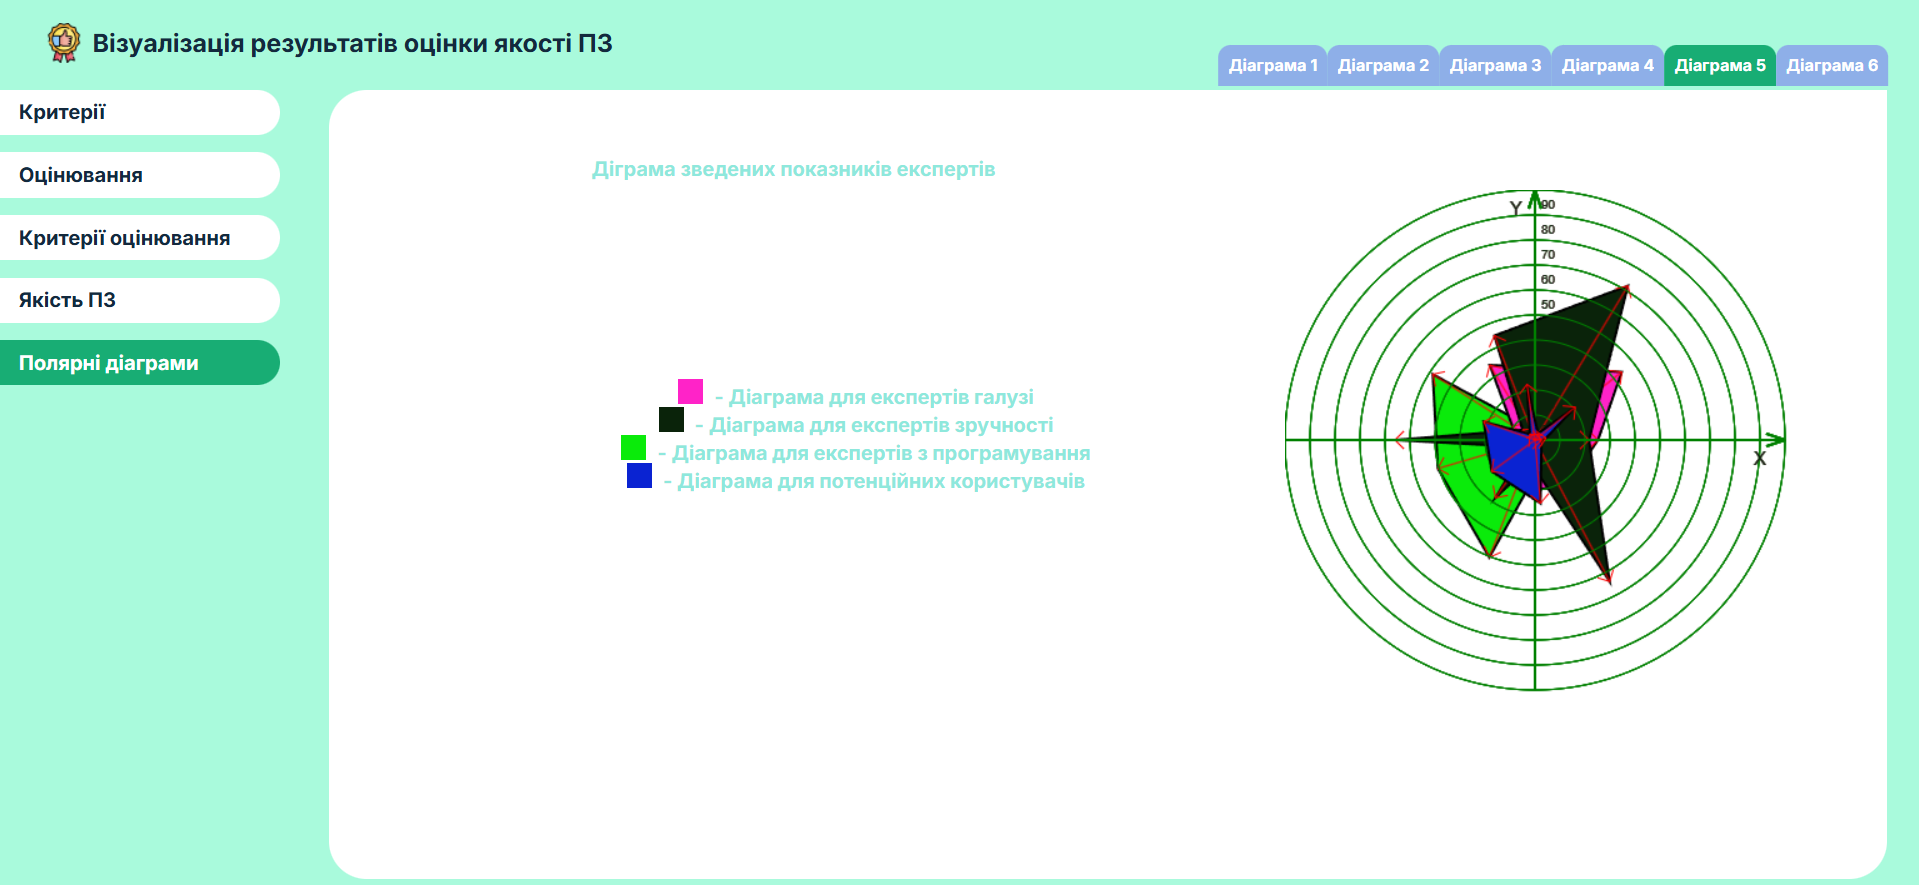 Візуалізація результатів оцінки якості ПЗ
Діаграма 1
Діаграма 2
Діаграма 3
Діаграма 4
Діаграма 5
Діаграма 6
Критерії
Оцінювання
Критерії оцінювання
Якість ПЗ
Полярні діаграми
Діграма зведених показників експертів
- Діаграма для експертів галузі
- Діаграма для експертів зручності
- Діаграма для експертів з програмування
- Діаграма для потенційних користувачів
Y
90
80
70
60
50
X